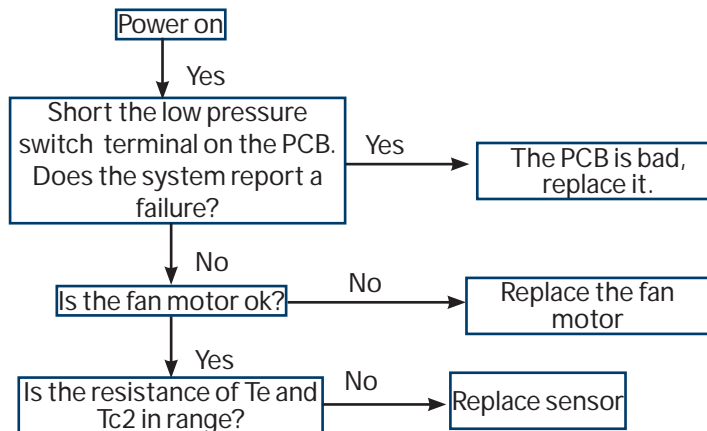 Power on
Yes
Short the low pressure
switch terminal on the PCB.
Does the system report a
failure?
Yes
The PCB is bad,
replace it.
No
Is the fan motor ok?
No
Replace the fan
motor
Yes
Is the resistance of Te and
Tc2 in range?
No
Replace sensor